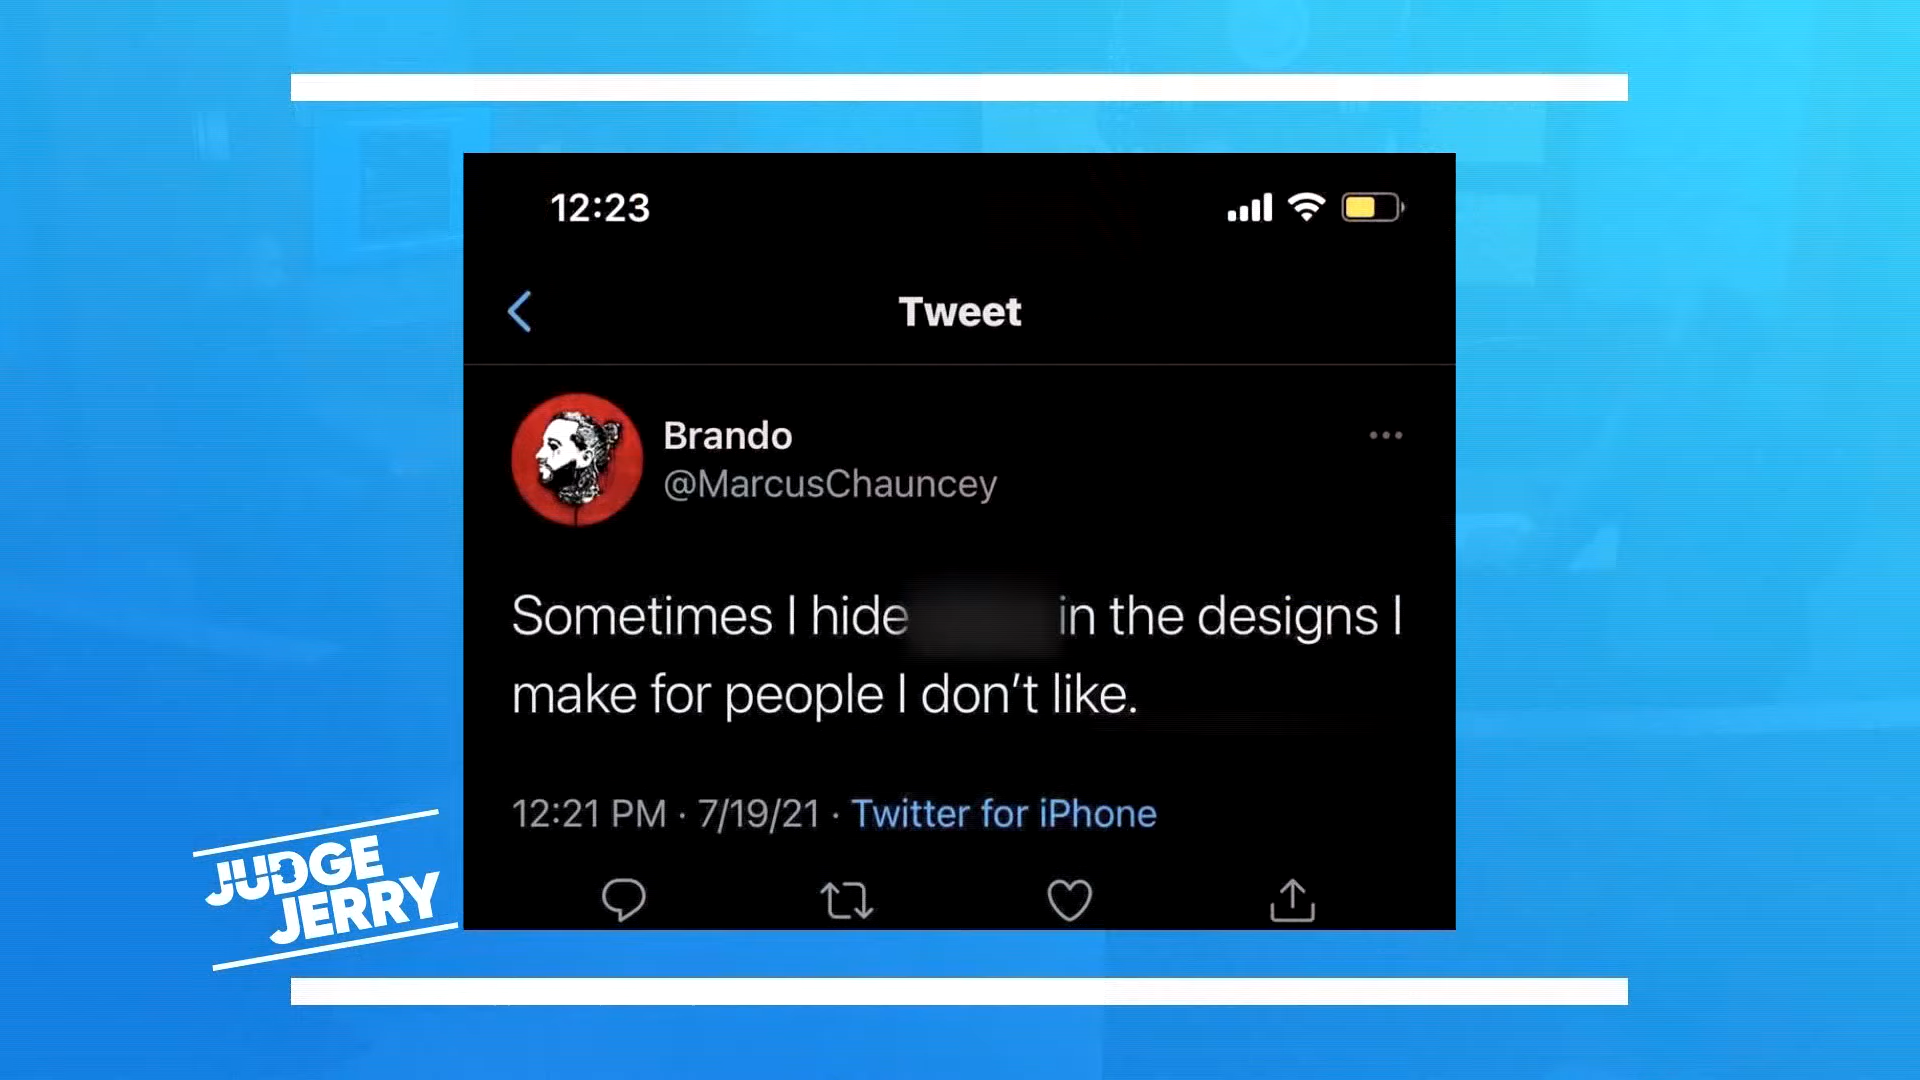 12:23
Tweet
Brando
@MarcusChauncey
Sometimes I hide in the designs I
make for people I don't like.
12:21 PM · 7/19/21 · Twitter for iPhone
JUDGE
JERRY